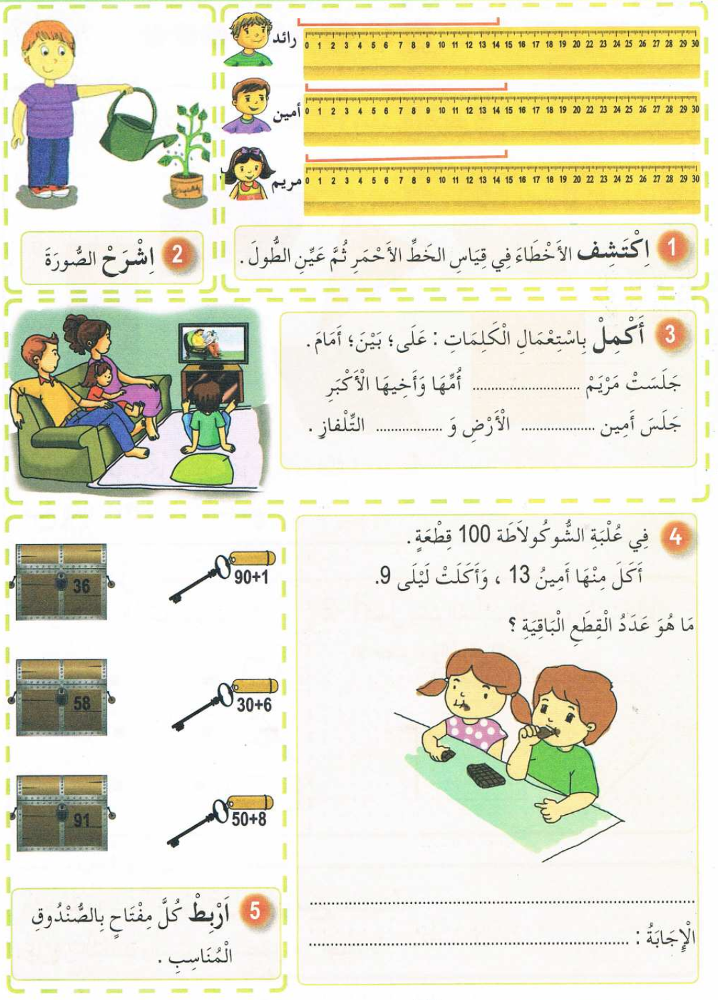 رائد
0 1 2 3 4 5 6 7 8 9 10 11 12 13 14 15 16 17 18 19 20 22 23 24 25 26 27 28 29 30
أمين
0 1 2 3 4 5 6 7 8 9 10 11 12 13 14 15 16 17 18 19 20 22 23 24 25 26 27 28 29 30
مريم
0 1 2 3 4 5 6 7 8 9 10 11 12 13 14 15 16 17 18 19 20 22 23 24 25 26 27 28 29 30
1 اِكْتَشِف الأَخْطَاءَ فِي قِيَاسِ الخَطِّ الأَحْمَرِ ثُمَّ عَيِّنِ الطُّولَ .
2 اِشْرَحْ الصُّورَةَ
3 أَكْمِلْ بِاسْتِعْمَالِ الْكَلِمَاتِ : عَلَى؛ بَيْنَ؛ أَمَامَ .
جَلَسَتْ مَرْيَمْ ........................... أُمِّهَا وَأَخِيهَا الْأَكْبَرِ
جَلَسَ أَمِين ................... الْأَرْضِ وَ ................. التِّلْفازِ .
4 فِي عُلْبَةِ الشُّوكُولاَطَة 100 قِطْعَةٍ .
أَكَلَ مِنْهَا أَمِينُ 13 ، وَأَكَلَتْ لَيْلَى 9.
مَا هُوَ عَدَدُ الْقِطَعِ الْبَاقِيَةِ ؟
..........................................................................................
الْإِجَابَةُ : ..........................................................................
90+1
36
30+6
58
50+8
91
5 اَرْبِطْ كُلَّ مِفْتَاحٍ بِالصُّنْدُوقِ
الْمُنَاسِبِ .